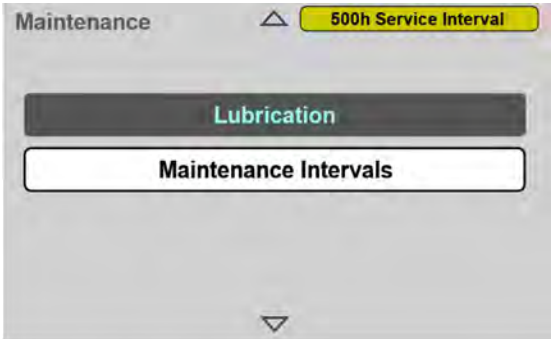 Maintenance
500h Service Interval
Lubrication
Maintenance Intervals